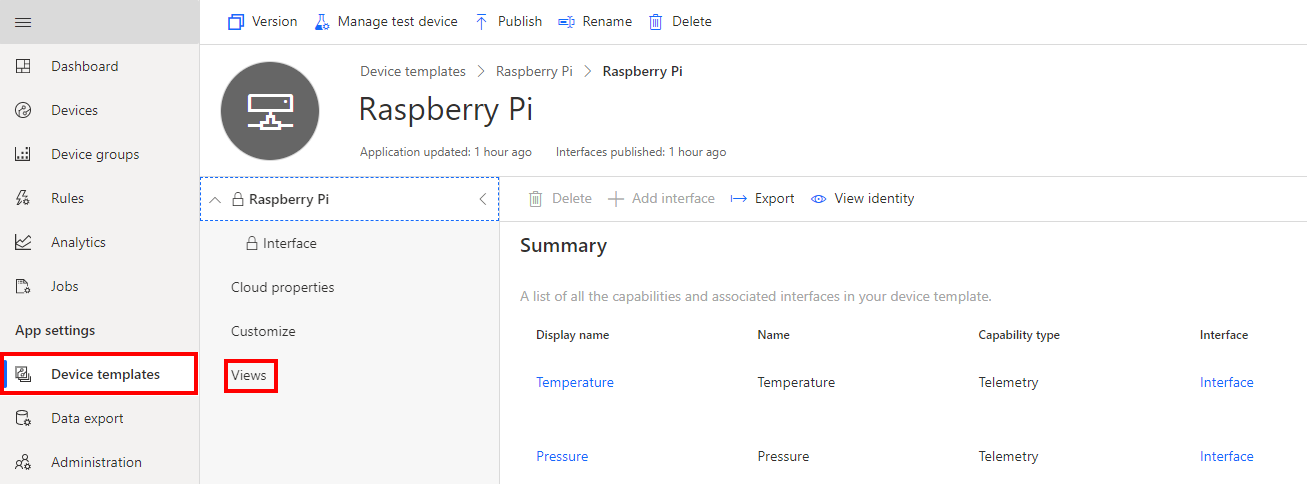 Version Manage test device Publish Rename Delete
Dashboard
Devices
Device groups
Rules
Analytics
Jobs
App settings
Device templates
Data export
Administration
Device templates Raspberry Pi Raspberry Pi
Raspberry Pi
Application updated: 1 hour ago Interfaces published: 1 hour ago
Raspberry Pi
Interface
Cloud properties
Customize
Views
Delete Add interface Export View identity
Summary
A list of all the capabilities and associated interfaces in your device template.
Display name Name Capability type Interface
Temperature Temperature Telemetry Interface
Pressure Pressure Telemetry Interface